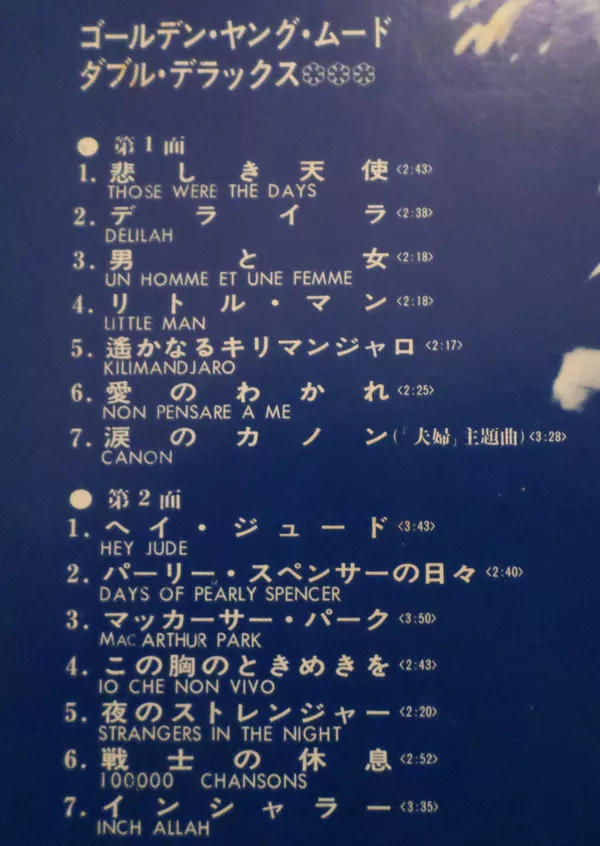 ゴールデン・ヤング・ムード
ダブル・デラックス
● 第1面
1. 悲しき天使 <2:43>
THOSE WERE THE DAYS
2. デライラ <2:38>
DELILAH
3. 男と女 <2:18>
UN HOMME ET UNE FEMME
4. リトル・マン <2:18>
LITTLE MAN
5. 遙かなるキリマンジャロ <2:17>
KILIMANDJARO
6. 愛のわかれ <2:25>
NON PENSARE A ME
7. 涙のカノン (「夫婦」主題曲) <3:28>
CANON
● 第2面
1. ヘイ・ジュード <3:43>
HEY JUDE
2. パーリー・スペンサーの日々 <2:40>
DAYS OF PEARLY SPENCER
3. マッカーサー・パーク <3:50>
MAC ARTHUR PARK
4. この胸のときめきを <2:43>
IO CHE NON VIVO
5. 夜のストレンジャー <2:20>
STRANGERS IN THE NIGHT
6. 戦士の休息 <2:52>
100000 CHANSONS
7. インシャラー <3:35>
INCH ALLAH